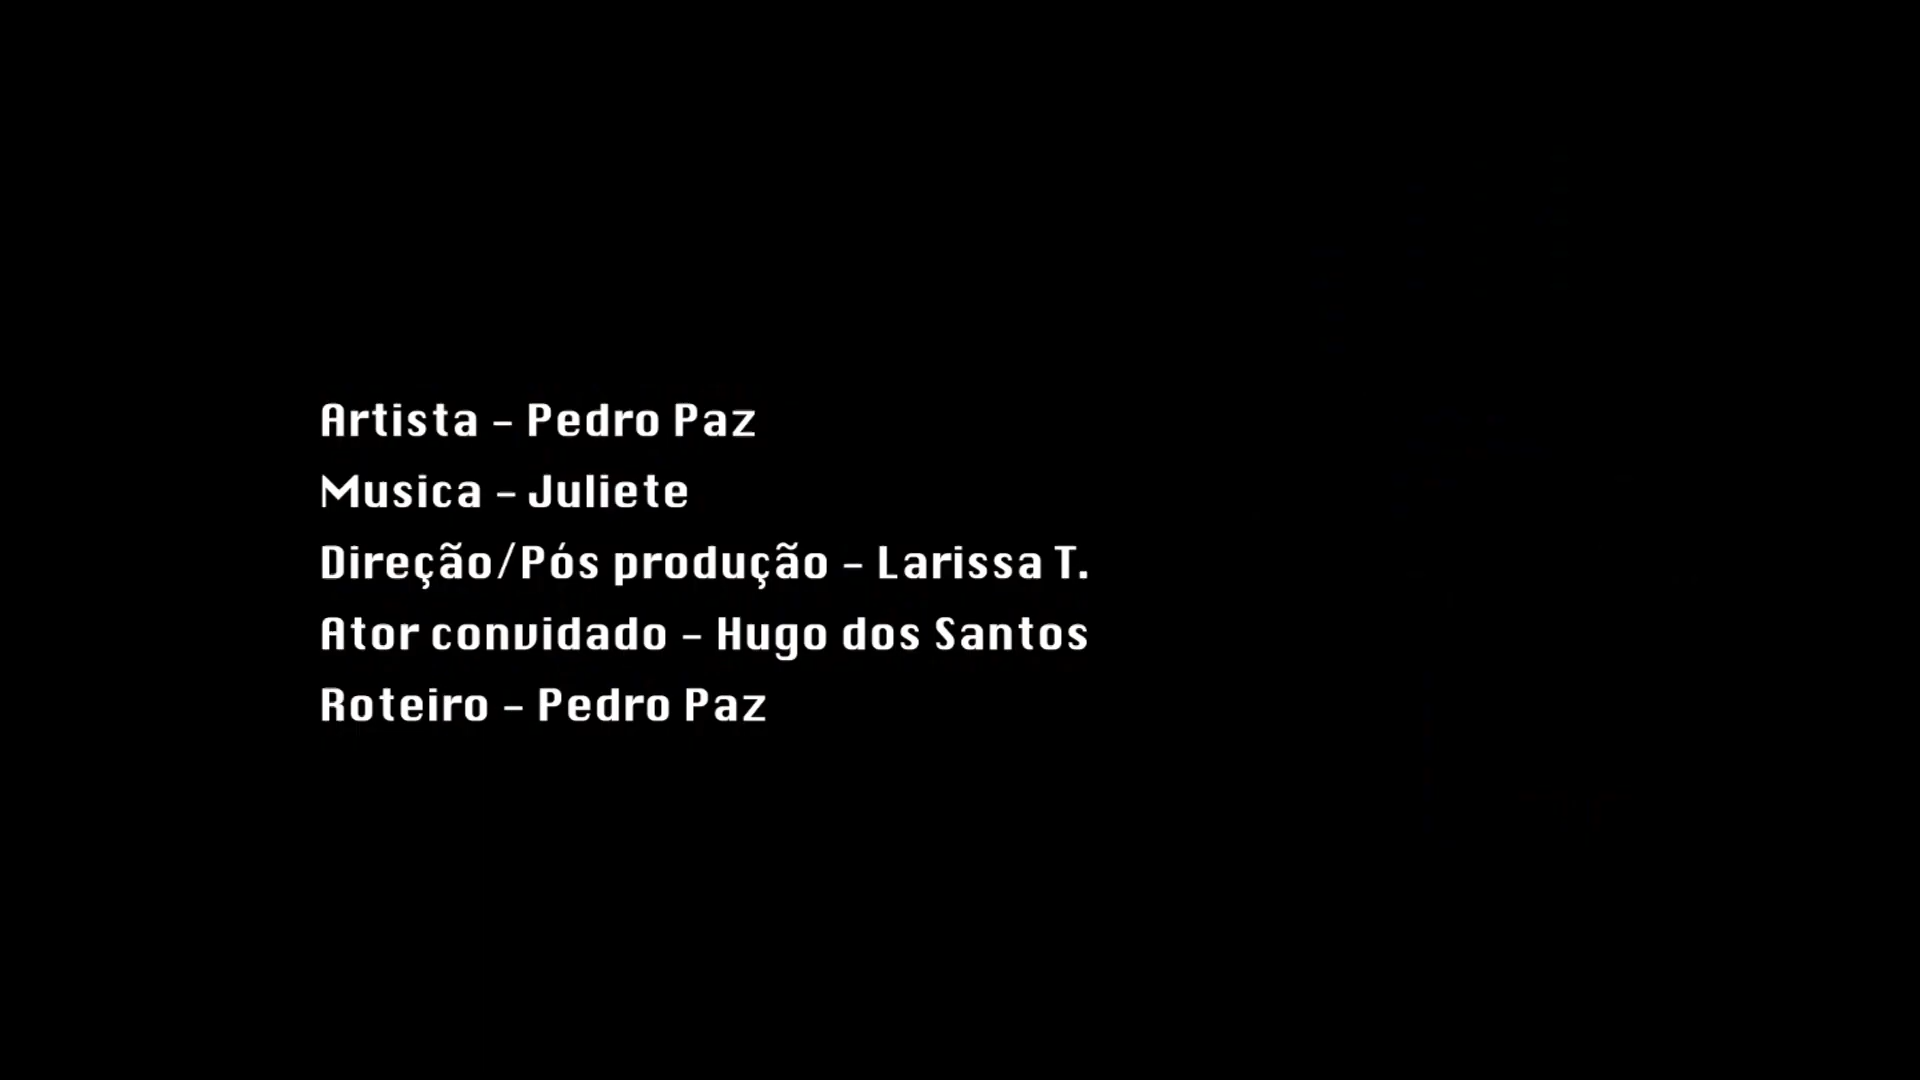 Artista - Pedro Paz
Musica - Juliete
Direção/Pós produção - Larissa T.
Ator convidado - Hugo dos Santos
Roteiro - Pedro Paz